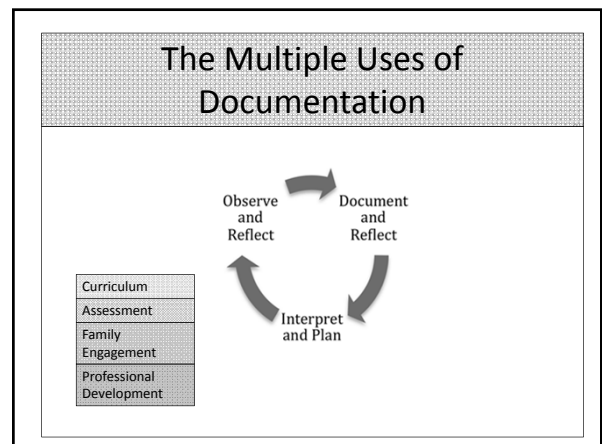 The Multiple Uses of
Documentation
Observe
and
Reflect
Document
and
Reflect
Interpret
and Plan
Curriculum
Assessment
Family
Engagement
Professional
Development